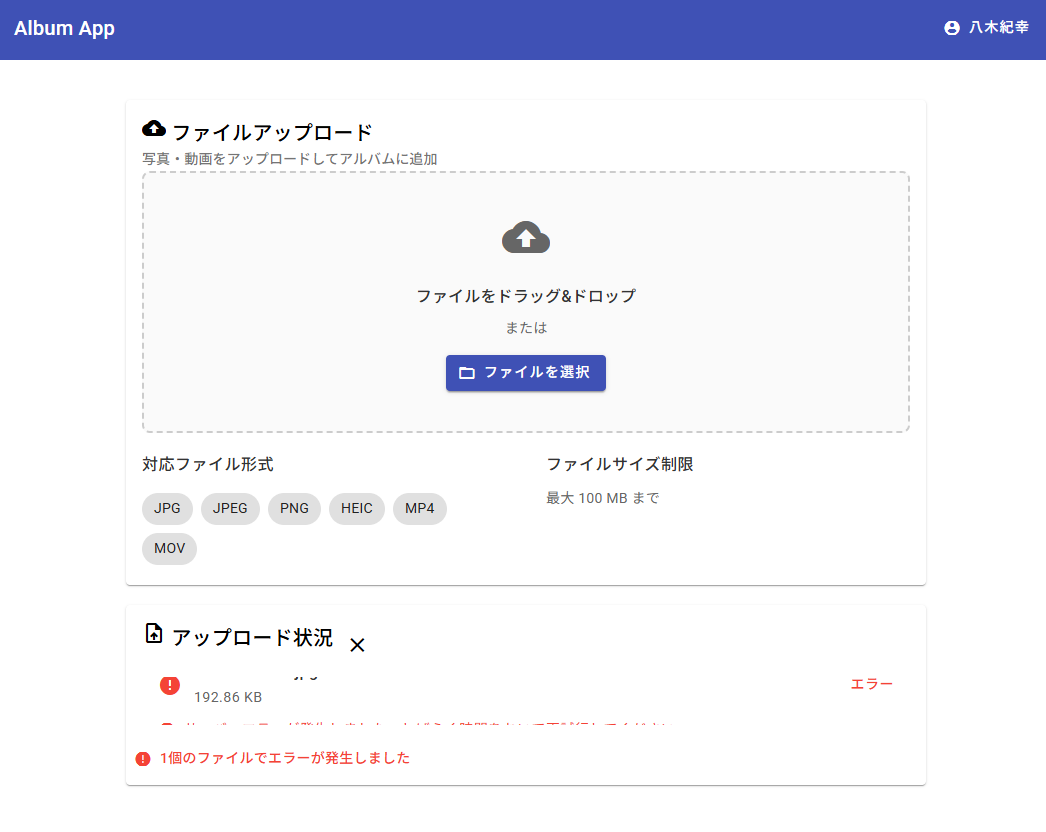 Album App
八木紀幸
ファイルアップロード
写真・動画をアップロードしてアルバムに追加
ファイルをドラッグ&ドロップ
または
ファイルを選択
対応ファイル形式
JPG JPEG PNG HEIC MP4
MOV
ファイルサイズ制限
最大 100 MB まで
アップロード状況
192.86 KB
エラー
1個のファイルでエラーが発生しました